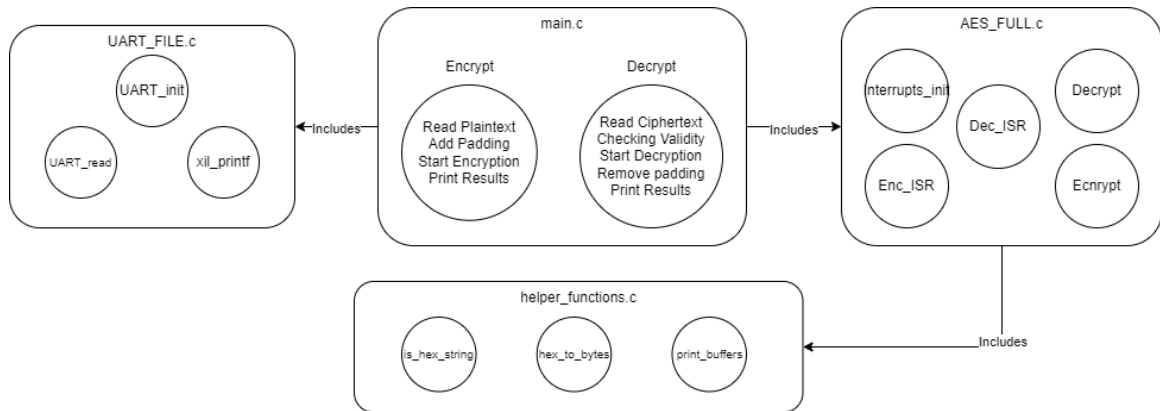 UART_FILE.c
UART_init
UART_read
xil_printf
Includes
main.c
Encrypt
Read Plaintext
Add Padding
Start Encryption
Print Results
Decrypt
Read Ciphertext
Checking Validity
Start Decryption
Remove padding
Print Results
Includes
AES_FULL.c
nterrupts_init
Dec_ISR
Decrypt
Enc_ISR
Ecnrypt
Includes
helper_functions.c
is_hex_string
hex_to_bytes
print_buffers